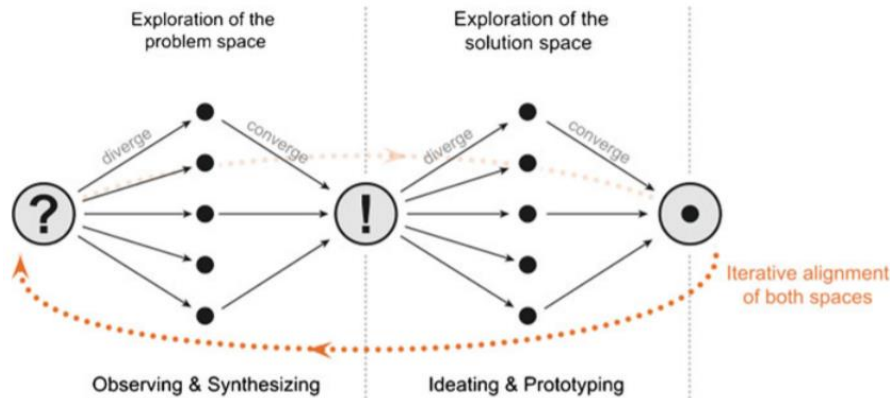 Exploration of the
problem space
Exploration of the
solution space
diverge
converge
diverge
converge
?
!
Iterative alignment
of both spaces
Observing & Synthesizing
Ideating & Prototyping